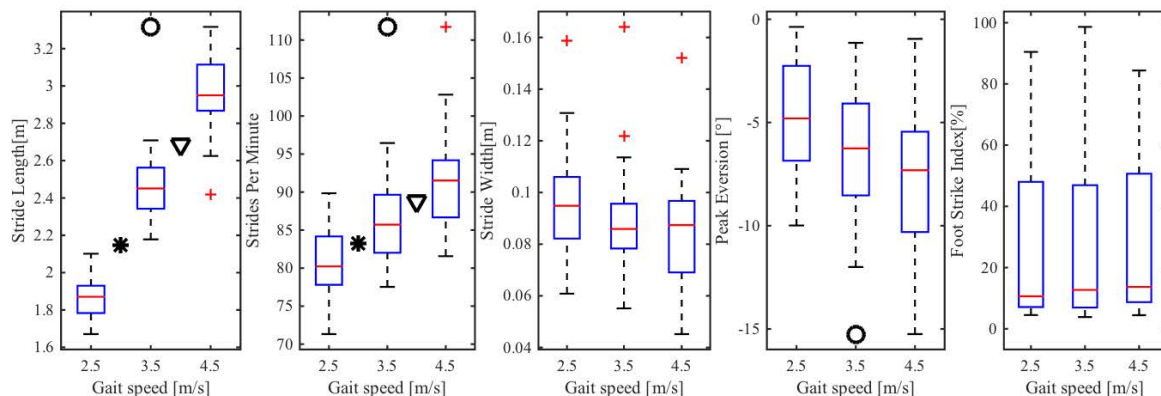 Stride Length[m]
3.2
3
2.8
2.6
2.4
2.2
2
1.8
1.6
2.5 3.5 4.5
Gait speed [m/s]
Strides Per Minute
110
105
100
95
90
85
80
75
70
2.5 3.5 4.5
Gait speed [m/s]
Stride Width[m]
0.16
0.14
0.12
0.1
0.08
0.06
0.04
2.5 3.5 4.5
Gait speed [m/s]
Peak Eversion [°]
0
-5
-10
-15
2.5 3.5 4.5
Gait speed [m/s]
Foot Strike Index[%]
100
80
60
40
20
0
2.5 3.5 4.5
Gait speed [m/s]